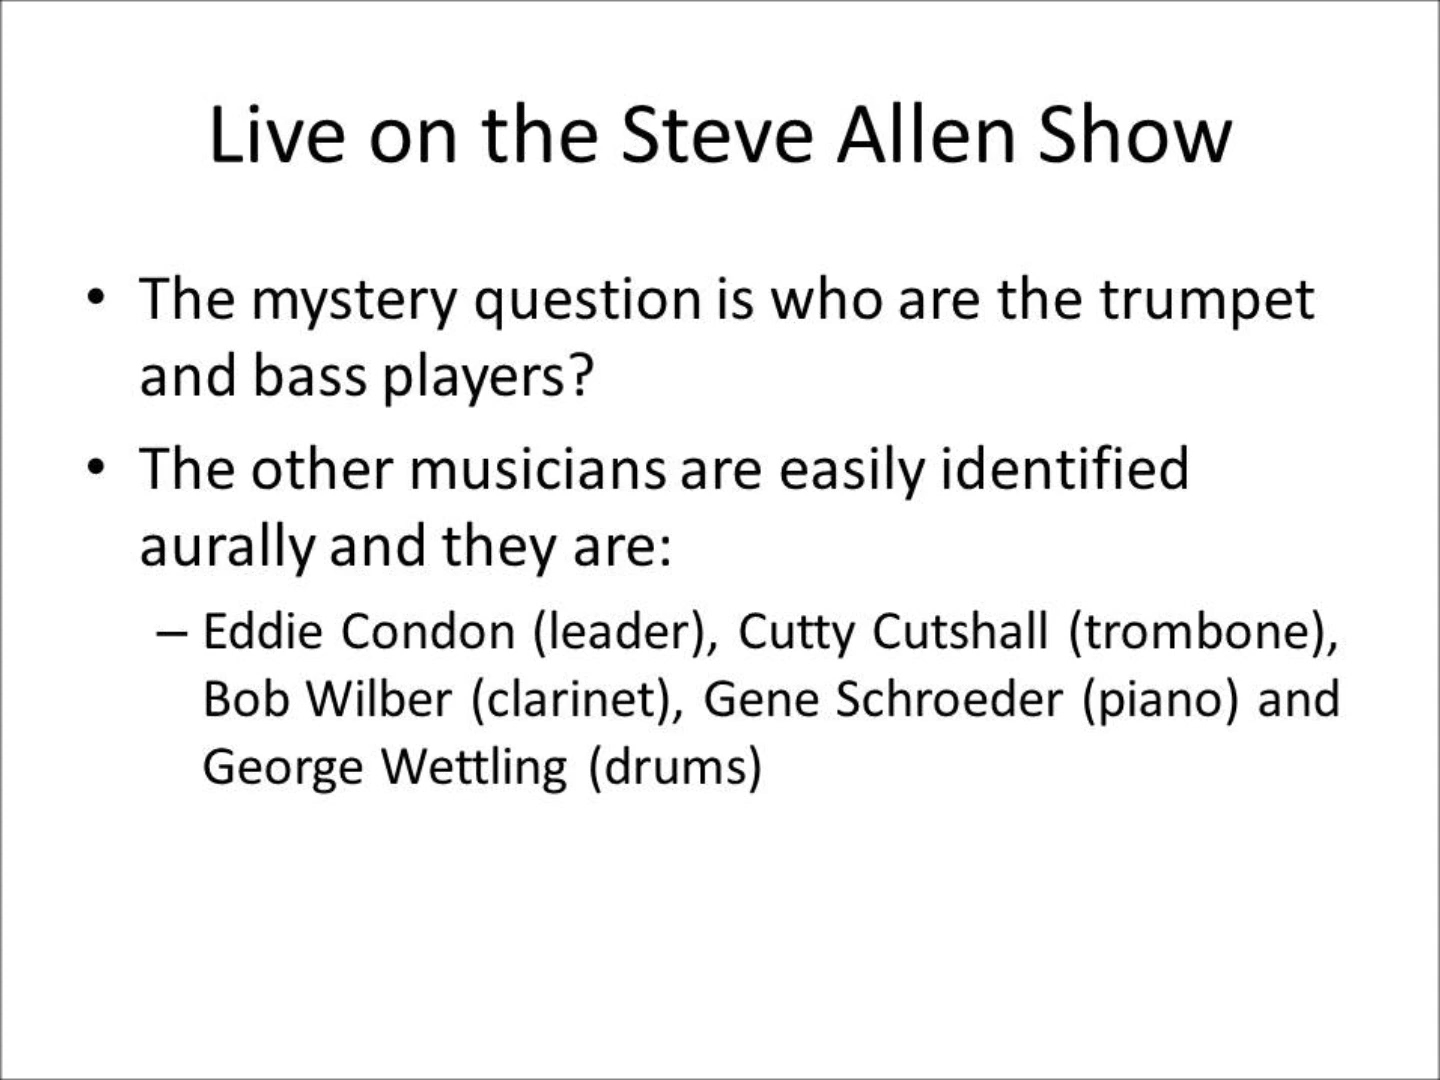 Live on the Steve Allen Show
• The mystery question is who are the trumpet
and bass players?
• The other musicians are easily identified
aurally and they are:
– Eddie Condon (leader), Cutty Cutshall (trombone),
Bob Wilber (clarinet), Gene Schroeder (piano) and
George Wettling (drums)